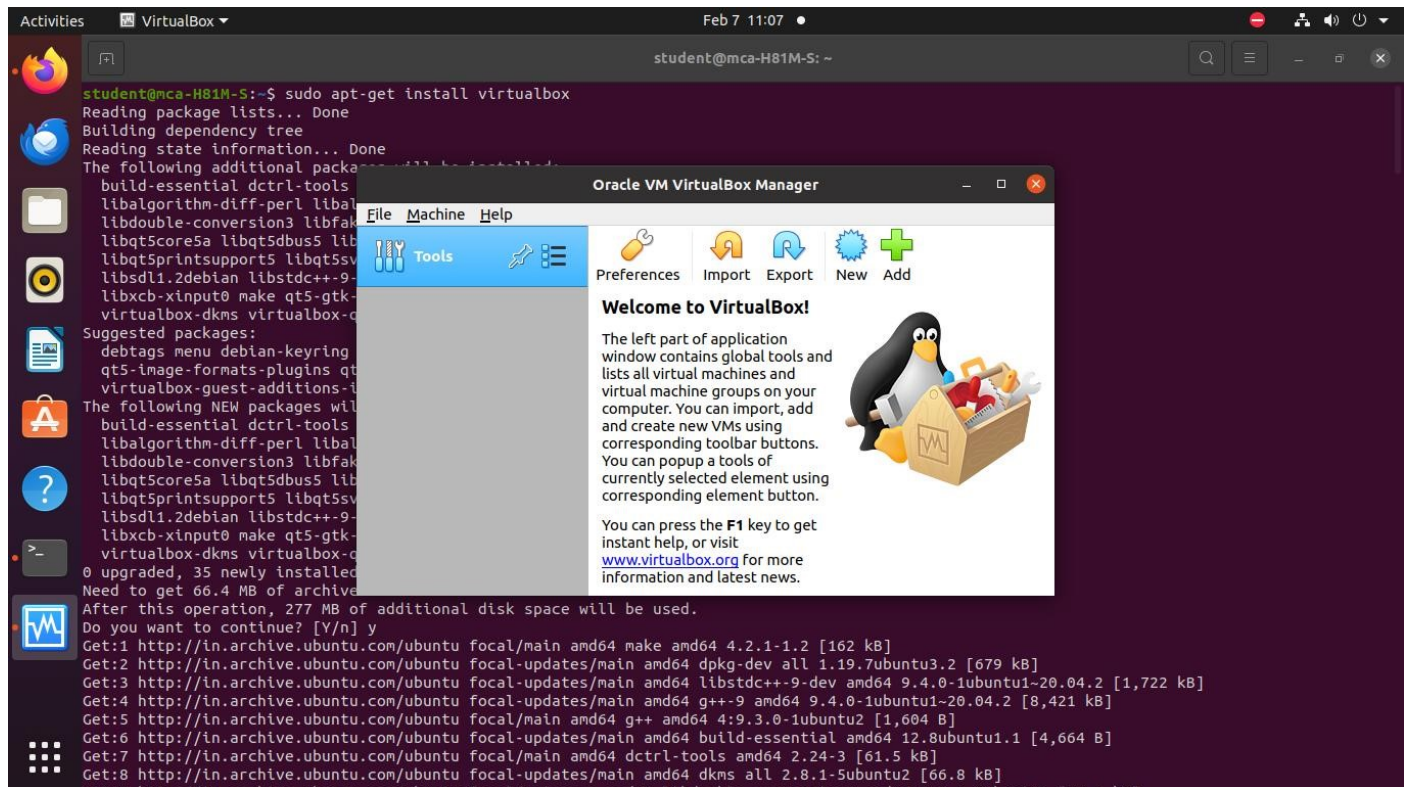 Activities
VirtualBox
Feb 7 11:07
student@mca-H81M-S: ~
student@mca-H81M-S:~$ sudo apt-get install virtualbox
Reading package lists... Done
Building dependency tree
Reading state information... Done
The following additional packages will be installed:
build-essential dctrl-tools
libalgorithm-diff-perl libal
libdouble-conversion3 libfak
libqt5core5a libqt5dbus5 lib
libqt5printsupport5 libqt5sv
libsdl1.2debian libstdc++-9-
libxcb-xinput0 make qt5-gtk-
virtualbox-dkms virtualbox-q
Suggested packages:
debtags menu debian-keyring
qt5-image-formats-plugins qt
virtualbox-guest-additions-i
The following NEW packages wil
build-essential dctrl-tools
libalgorithm-diff-perl libal
libdouble-conversion3 libfak
libqt5core5a libqt5dbus5 lib
libqt5printsupport5 libqt5sv
libsdl1.2debian libstdc++-9-
libxcb-xinput0 make qt5-gtk-
virtualbox-dkms virtualbox-q
0 upgraded, 35 newly installed
Need to get 66.4 MB of archive
After this operation, 277 MB of additional disk space will be used.
Do you want to continue? [Y/n] y
Get:1 http://in.archive.ubuntu.com/ubuntu focal/main amd64 make amd64 4.2.1-1.2 [162 kB]
Get:2 http://in.archive.ubuntu.com/ubuntu focal-updates/main amd64 dpkg-dev all 1.19.7ubuntu3.2 [679 kB]
Get:3 http://in.archive.ubuntu.com/ubuntu focal-updates/main amd64 libstdc++-9-dev amd64 9.4.0-1ubuntu1~20.04.2 [1,722 kB]
Get:4 http://in.archive.ubuntu.com/ubuntu focal-updates/main amd64 g++-9 amd64 9.4.0-1ubuntu1~20.04.2 [8,421 kB]
Get:5 http://in.archive.ubuntu.com/ubuntu focal/main amd64 g++ amd64 4:9.3.0-1ubuntu2 [1,604 B]
Get:6 http://in.archive.ubuntu.com/ubuntu focal-updates/main amd64 build-essential amd64 12.8ubuntu1.1 [4,664 B]
Get:7 http://in.archive.ubuntu.com/ubuntu focal/main amd64 dctrl-tools amd64 2.24-3 [61.5 kB]
Get:8 http://in.archive.ubuntu.com/ubuntu focal-updates/main amd64 dkms all 2.8.1-5ubuntu2 [66.8 kB]
Oracle VM VirtualBox Manager
File Machine Help
Tools
Preferences Import Export New Add
Welcome to VirtualBox!
The left part of application
window contains global tools and
lists all virtual machines and
virtual machine groups on your
computer. You can import, add
and create new VMs using
corresponding toolbar buttons.
You can popup a tools of
currently selected element using
corresponding element button.
You can press the F1 key to get
instant help, or visit
www.virtualbox.org for more
information and latest news.